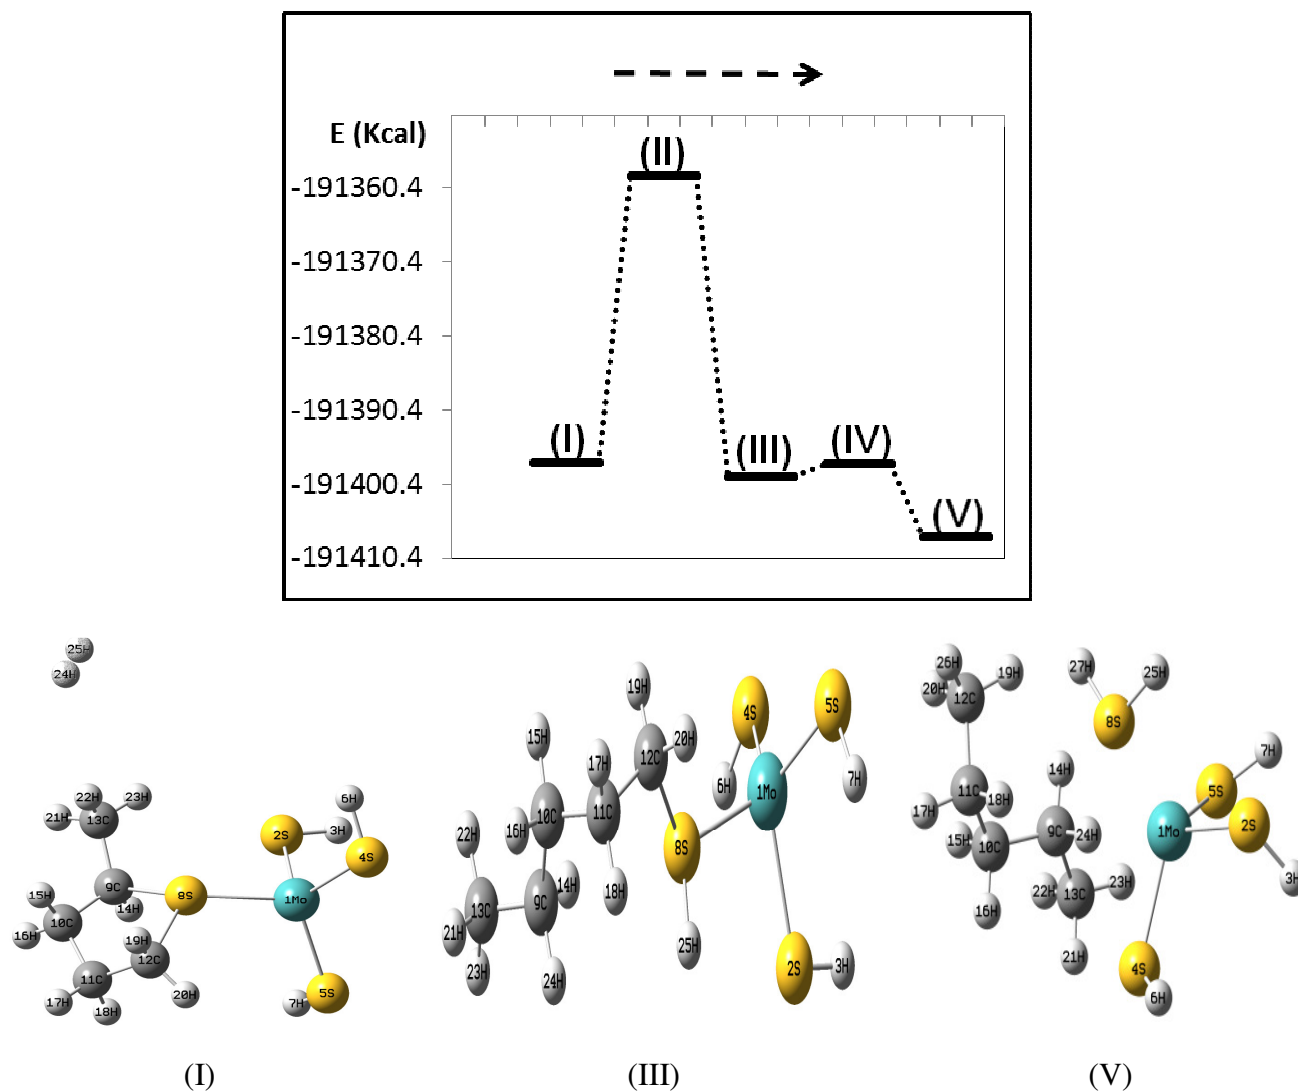 E (Kcal)
(II)
-191360.4
-191370.4
-191380.4
-191390.4
(I)
(III)
(IV)
-191400.4
(V)
-191410.4
25H
24H
22H
23H
21H
13C
6H
2S
3H
4S
15H
9C
8S
1Mo
14H
10C
16H
19H
12C
11C
20H
5S
7H
17H
18H
19H
4S
5S
15H
17H
12C
20H
6H
7H
1Mo
10C
11C
16H
8S
22H
14H
18H
13C
9C
21H
25H
23H
24H
2S
3H
26H
19H
27H
25H
20H
12C
8S
7H
14H
11C
18H
5S
17H
1Mo
2S
15H
9C
24H
10C
3H
22H
23H
13C
16H
21H
4S
6H
(I)
(III)
(V)